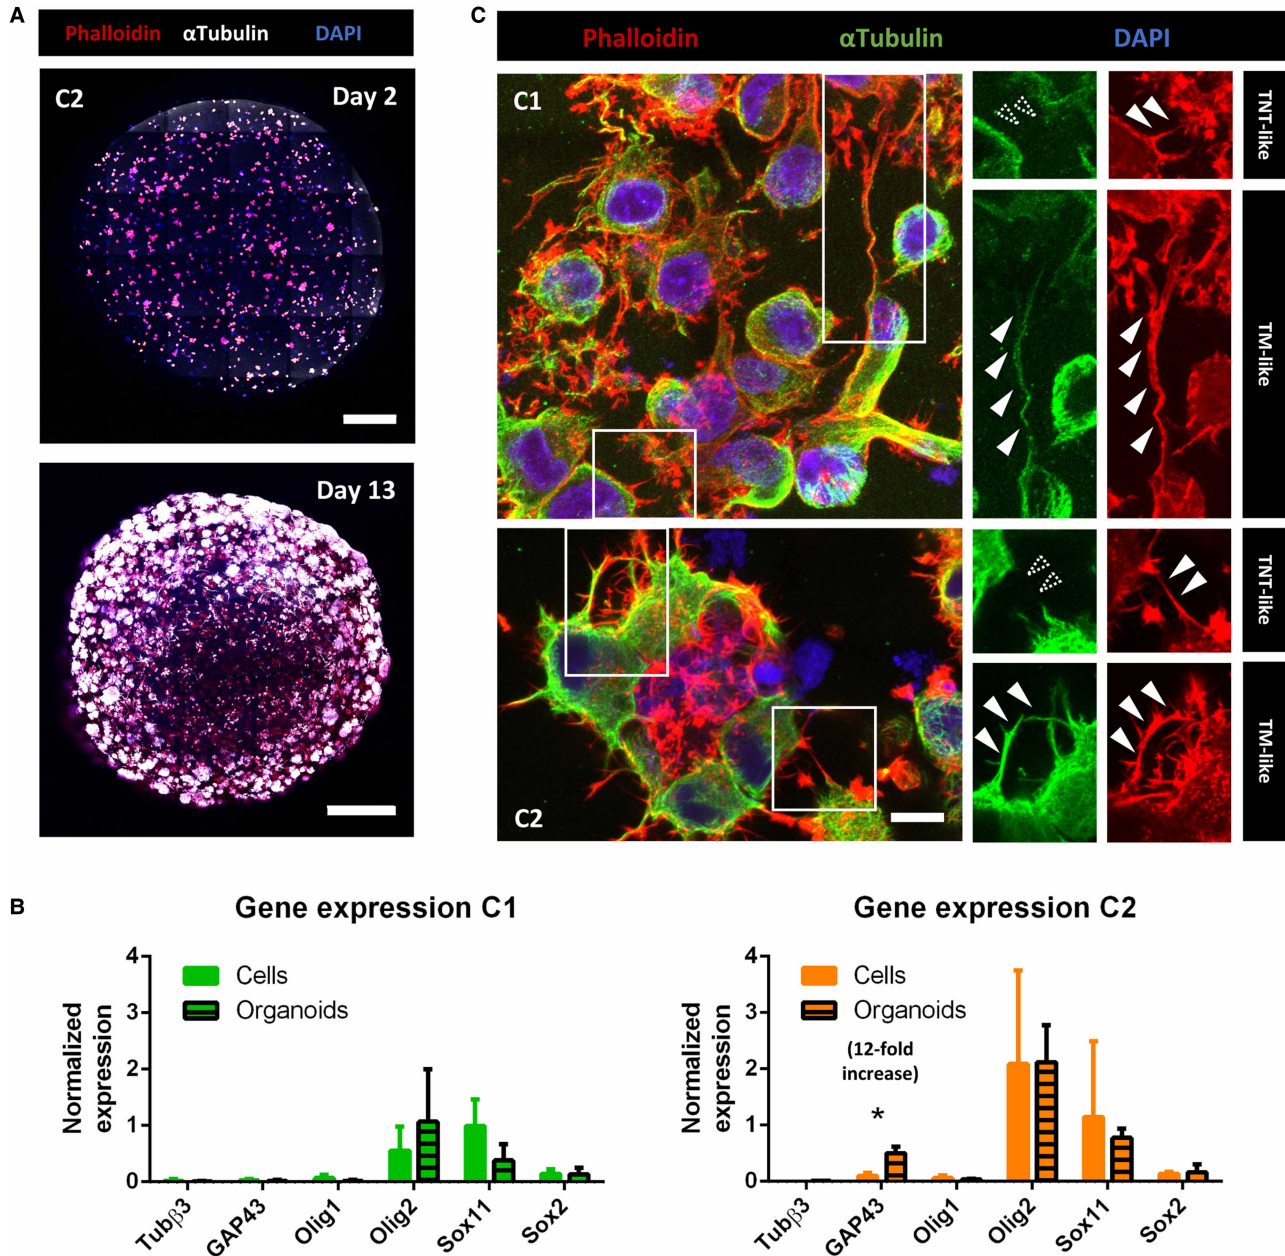 A
Phalloidin αTubulin DAPI
C2 Day 2
Day 13
C
Phalloidin αTubulin DAPI
C1
C2
TNT-like
TM-like
TNT-like
TM-like
B
Gene expression C1
Normalized
expression
4
3
2
1
0
Cells
Organoids
Tubβ3
GAP43
Olig1
Olig2
Sox11
Sox2
Gene expression C2
Normalized
expression
4
3
2
1
0
Cells
Organoids
(12-fold
increase)
*
Tubβ3
GAP43
Olig1
Olig2
Sox11
Sox2